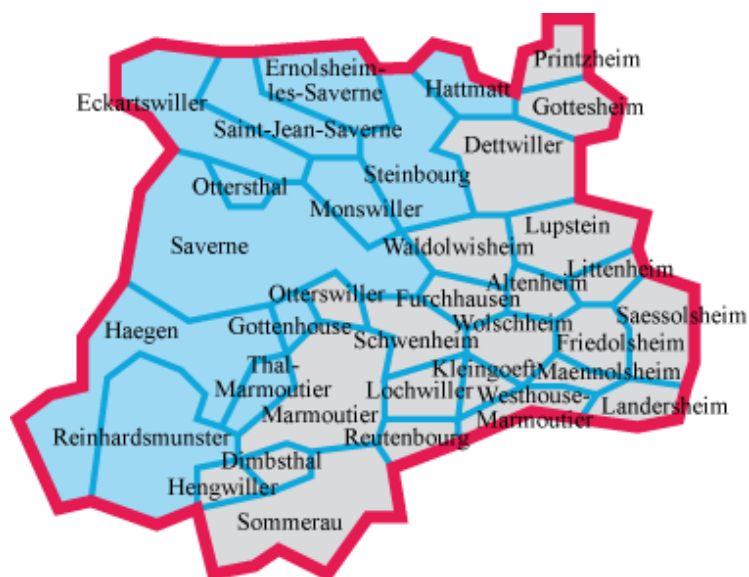 Printzheim
Ernolsheim-
les-Saverne
Hattmatt
Eckartswiller
Gottesheim
Saint-Jean-Saverne
Dettwiller
Steinbourg
Ottersthal
Monswiller
Lupstein
Saverne
Waldolwisheim
Littenheim
Altenheim
Otterswiller
Furchhausen
Saessolsheim
Haegen
Gottenhouse
Wolschheim
Schwenheim
Friedolsheim
Thal-
Marmoutier
Kleingoeft
Maennolsheim
Lochwiller
Westhouse-
Marmoutier
Landersheim
Marmoutier
Reinhardsmunster
Reutenbourg
Dimbsthal
Hengwiller
Sommerau